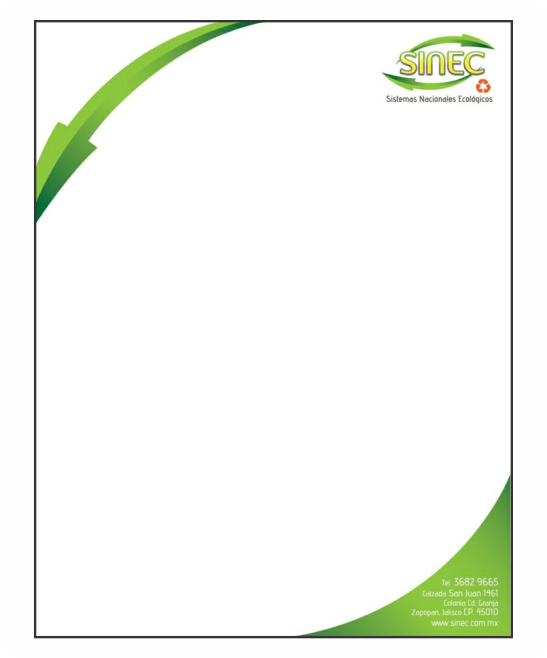 SINEC
Sistemas Nacionales Ecológicos
Tel. 3682 9665
Calzada San Juan 1461
Colonia Cd. Granja
Zapopan, Jalisco C.P. 45010
www.sinec.com.mx